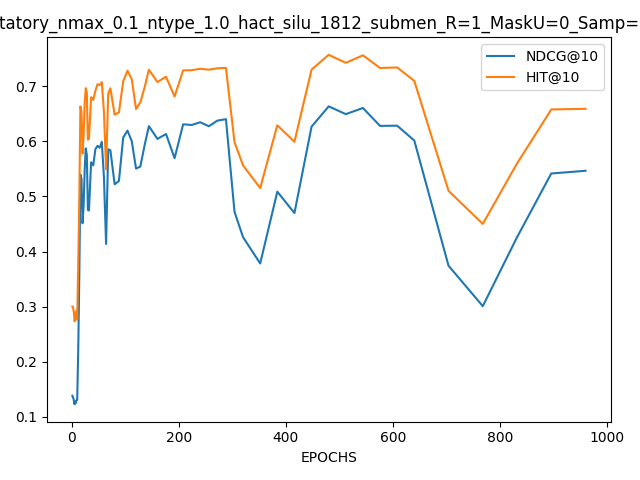 tatory_nmax_0.1_ntype_1.0_hact_silu_1812_submen_R=1_MaskU=0_Samp=
NDCG@10
HIT@10
0.7
0.6
0.5
0.4
0.3
0.2
0.1
0 200 400 600 800 1000
EPOCHS